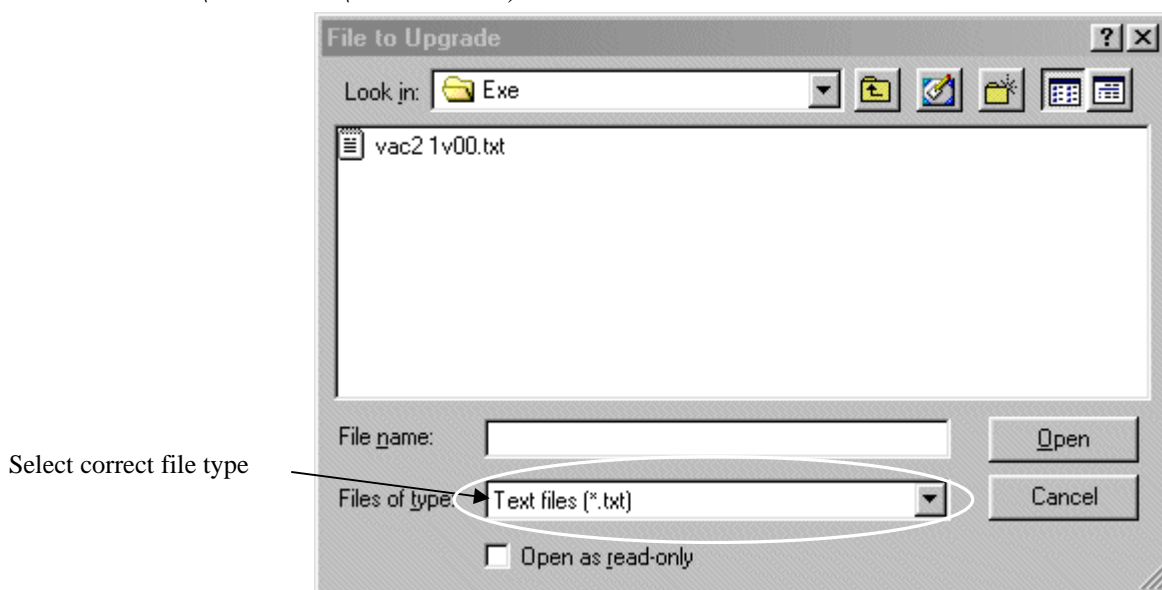 File to Upgrade
Look in: Exe
vac2 1v00.txt
File name:
Open
Select correct file type
Files of type: Text files (*.txt)
Cancel
Open as read-only